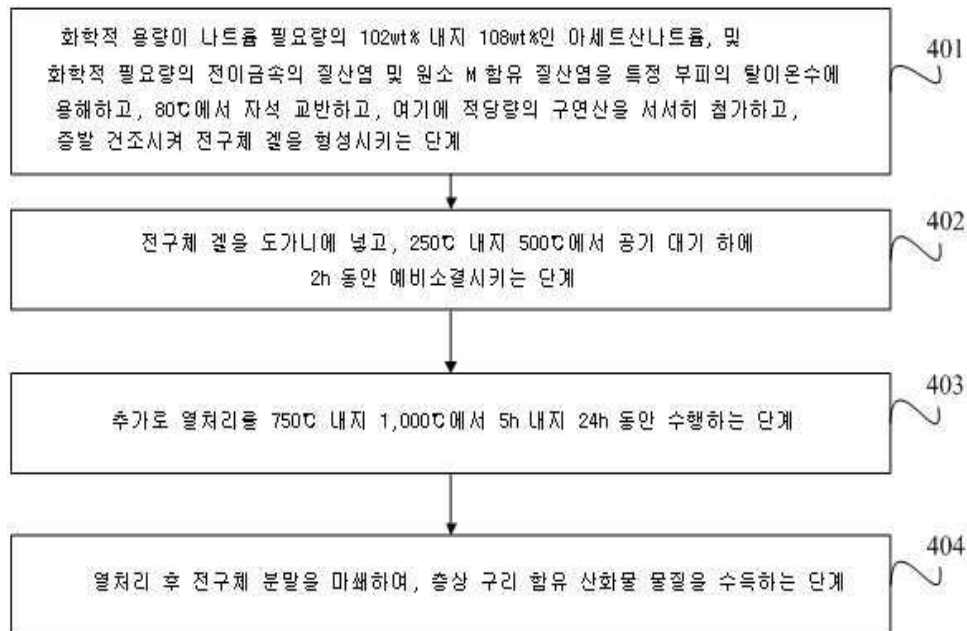 화학적 용량이 나트륨 필요량의 102wt% 내지 108wt%인 아세트산나트륨, 및
화학적 필요량의 전이금속의 질산염 및 원소 M 함유 질산염을 특정 부피의 탈이온수에
용해하고, 80℃에서 자석 교반하고, 여기에 적당량의 구연산을 서서히 첨가하고,
증발 건조시켜 전구체 겔을 형성시키는 단계
401
전구체 겔을 도가니에 넣고, 250℃ 내지 500℃에서 공기 대기 하에
2h 동안 예비소결시키는 단계
402
추가로 열처리를 750℃ 내지 1,000℃에서 5h 내지 24h 동안 수행하는 단계
403
열처리 후 전구체 분말을 마쇄하여, 층상 구리 함유 산화물 물질을 수득하는 단계
404